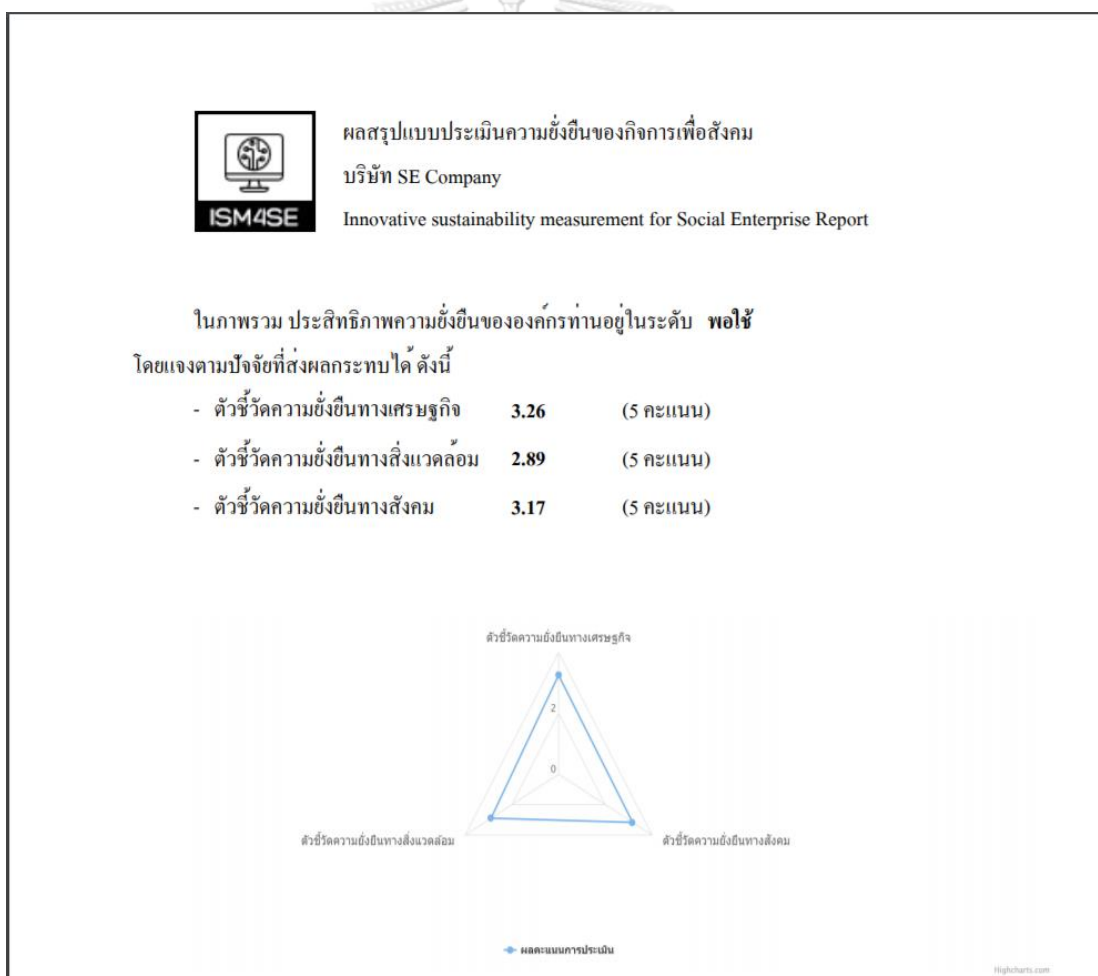 ISM4SE
ผลสรุปแบบประเมินความยั่งยืนของกิจการเพื่อสังคม
บริษัท SE Company
Innovative sustainability measurement for Social Enterprise Report
ในภาพรวม ประสิทธิภาพความยั่งยืนขององค์กรท่านอยู่ในระดับ พอใช้
โดยแจงตามปัจจัยที่ส่งผลกระทบได้ ดังนี้
- ตัวชี้วัดความยั่งยืนทางเศรษฐกิจ 3.26 (5 คะแนน)
- ตัวชี้วัดความยั่งยืนทางสิ่งแวดล้อม 2.89 (5 คะแนน)
- ตัวชี้วัดความยั่งยืนทางสังคม 3.17 (5 คะแนน)
ตัวชี้วัดความยั่งยืนทางเศรษฐกิจ
2
0
ตัวชี้วัดความยั่งยืนทางสิ่งแวดล้อม
ตัวชี้วัดความยั่งยืนทางสังคม
ผลคะแนนการประเมิน
Highcharts.com